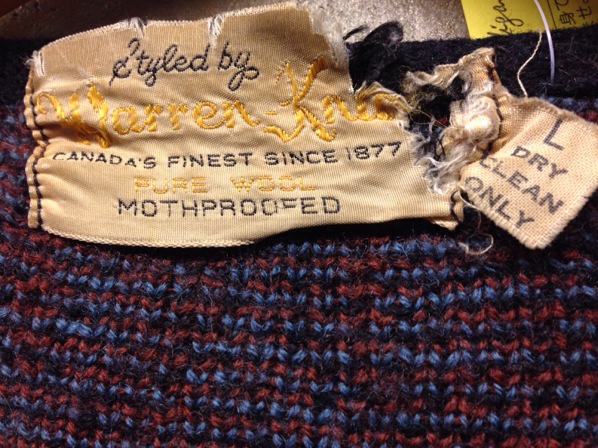 Styled by
Warren-Kni
CANADA'S FINEST SINCE 1877
PURE WOOL
MOTHPROOFED
L
DRY
CLEAN
ONLY